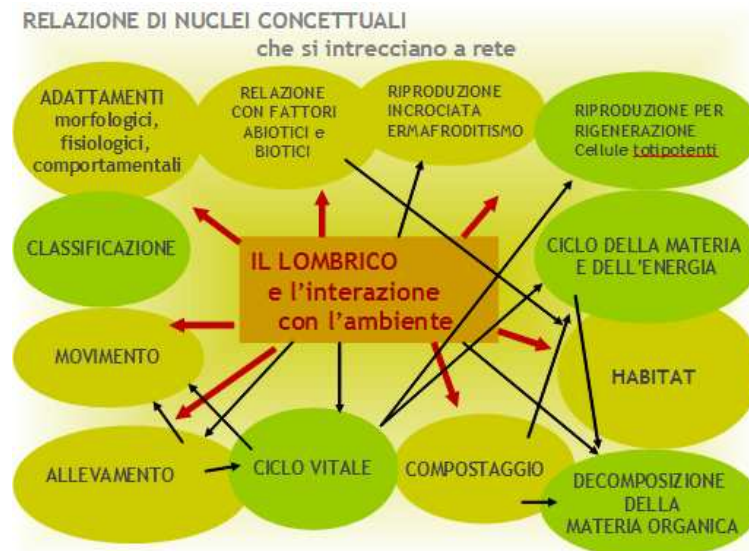 RELAZIONE DI NUCLEI CONCETTUALI
che si intrecciano a rete
ADATTAMENTI
morfologici,
fisiologici,
comportamentali
RELAZIONE
CON FATTORI
ABIOTICI e
BIOTICI
RIPRODUZIONE
INCROCIATA
ERMAFRODITISMO
RIPRODUZIONE PER
RIGENERAZIONE
Cellule totipotenti
CLASSIFICAZIONE
IL LOMBRICO
e l'interazione
con l'ambiente
CICLO DELLA MATERIA
E DELL'ENERGIA
MOVIMENTO
HABITAT
ALLEVAMENTO
CICLO VITALE
COMPOSTAGGIO
DECOMPOSIZIONE
DELLA
MATERIA ORGANICA